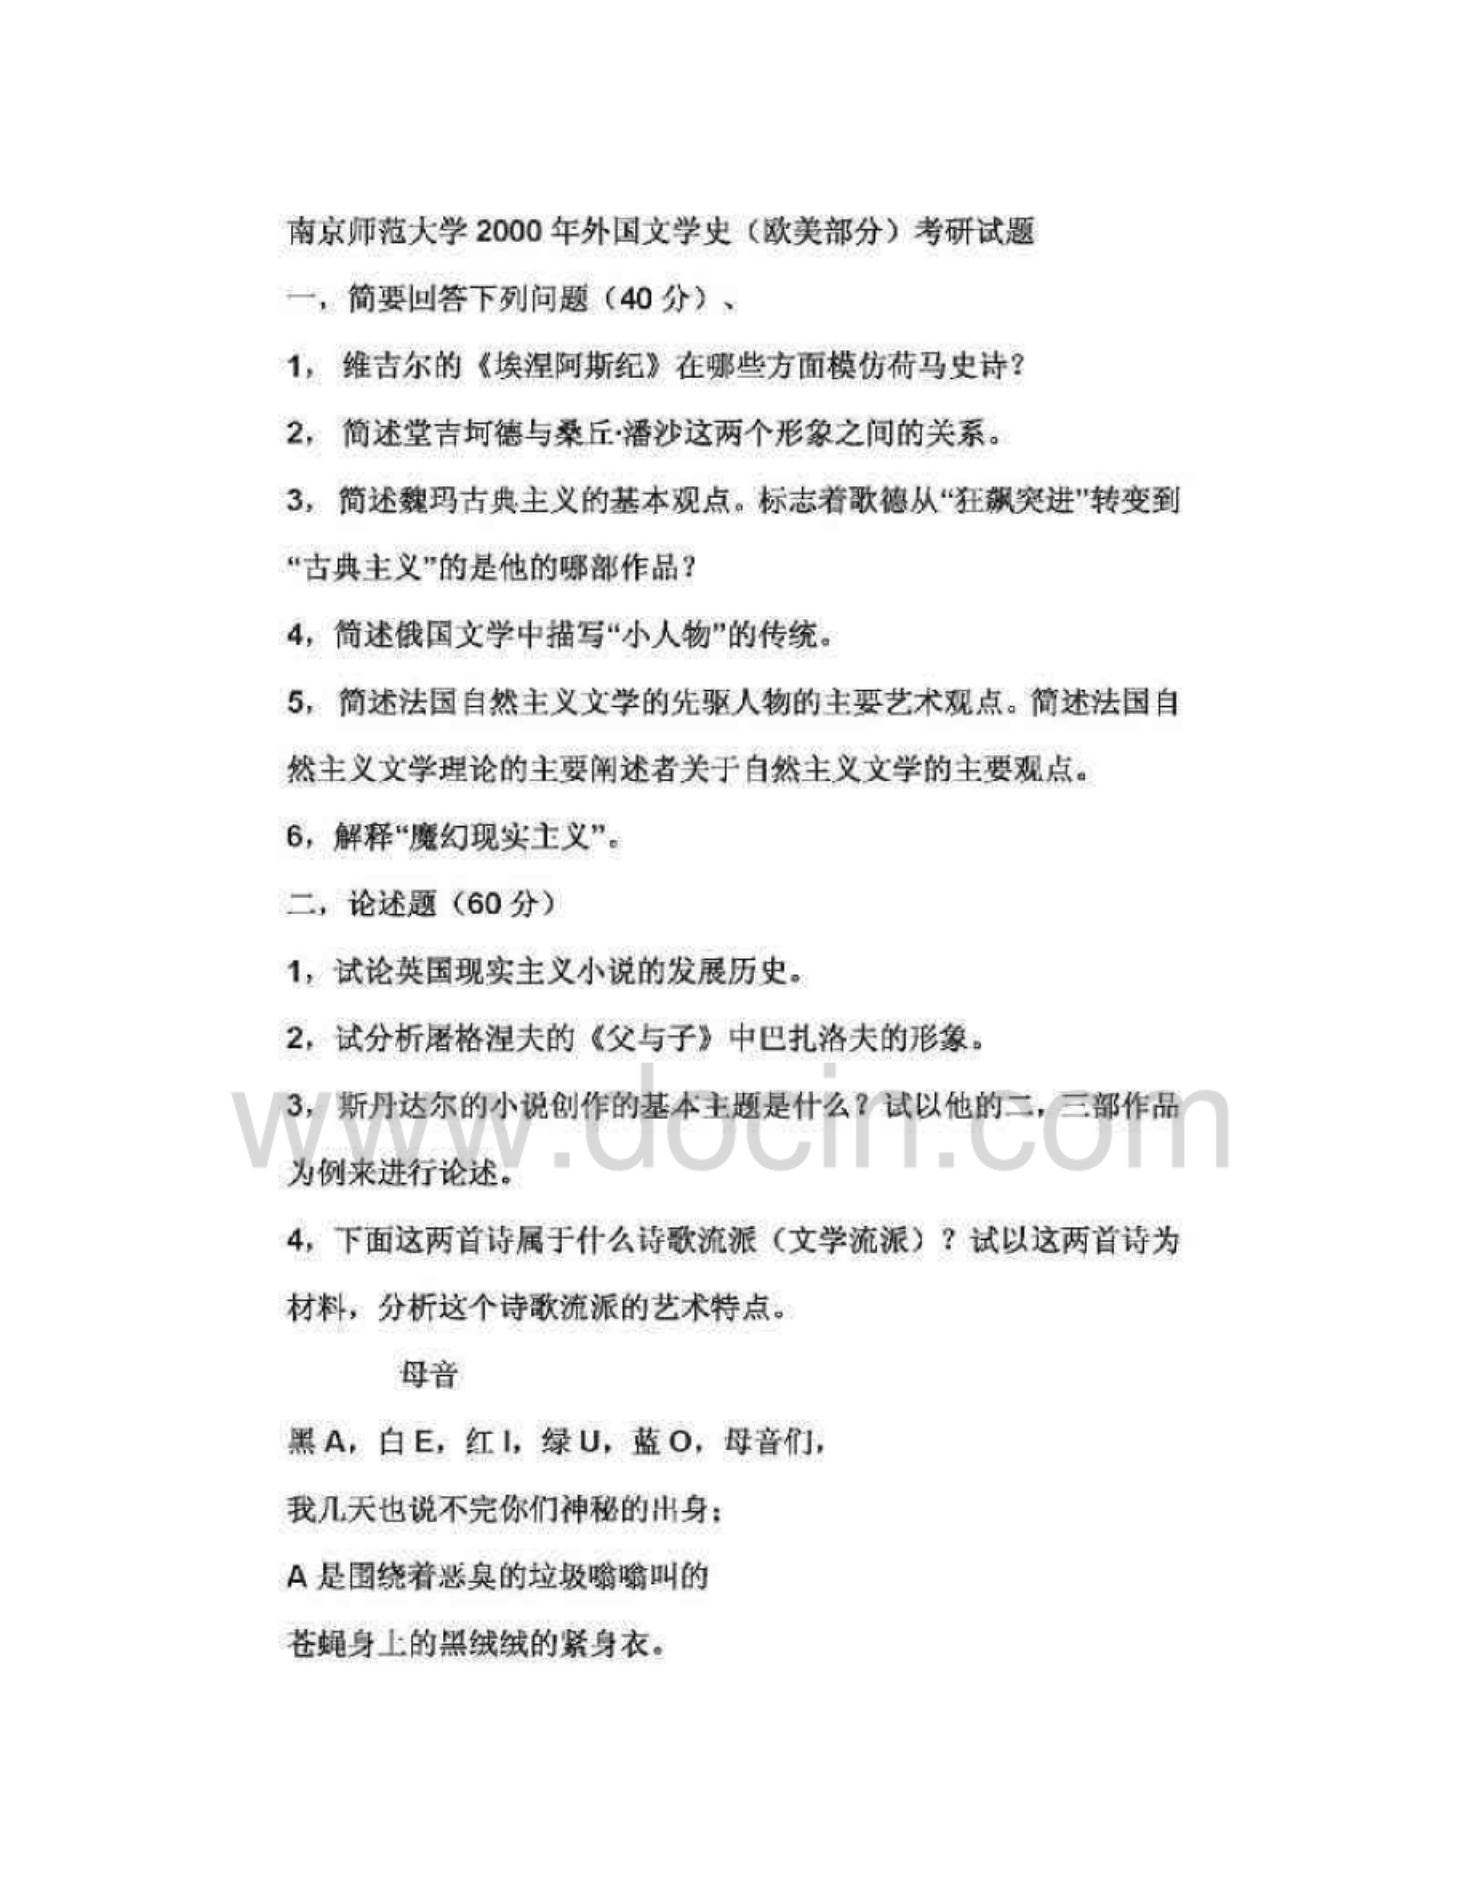 南京师范大学 2000 年外国文学史（欧美部分）考研试题
一，简要回答下列问题（40 分）、
1， 维吉尔的《埃涅阿斯纪》在哪些方面模仿荷马史诗？
2， 简述堂吉坷德与桑丘·潘沙这两个形象之间的关系。
3， 简述魏玛古典主义的基本观点。标志着歌德从“狂飙突进”转变到
“古典主义”的是他的哪部作品？
4，简述俄国文学中描写“小人物”的传统。
5， 简述法国自然主义文学的先驱人物的主要艺术观点。简述法国自
然主义文学理论的主要阐述者关于自然主义文学的主要观点。
6，解释“魔幻现实主义”。
二，论述题（60 分）
1，试论英国现实主义小说的发展历史。
2，试分析屠格涅夫的《父与子》中巴扎洛夫的形象。
3，斯丹达尔的小说创作的基本主题是什么？试以他的二，三部作品
为例来进行论述。
www.docin.com
4，下面这两首诗属于什么诗歌流派（文学流派）？试以这两首诗为
材料，分析这个诗歌流派的艺术特点。
母音
黑 A，白 E，红 I，绿 U，蓝 O，母音们，
我几天也说不完你们神秘的出身；
A 是围绕着恶臭的垃圾嗡嗡叫的
苍蝇身上的黑绒绒的紧身衣。